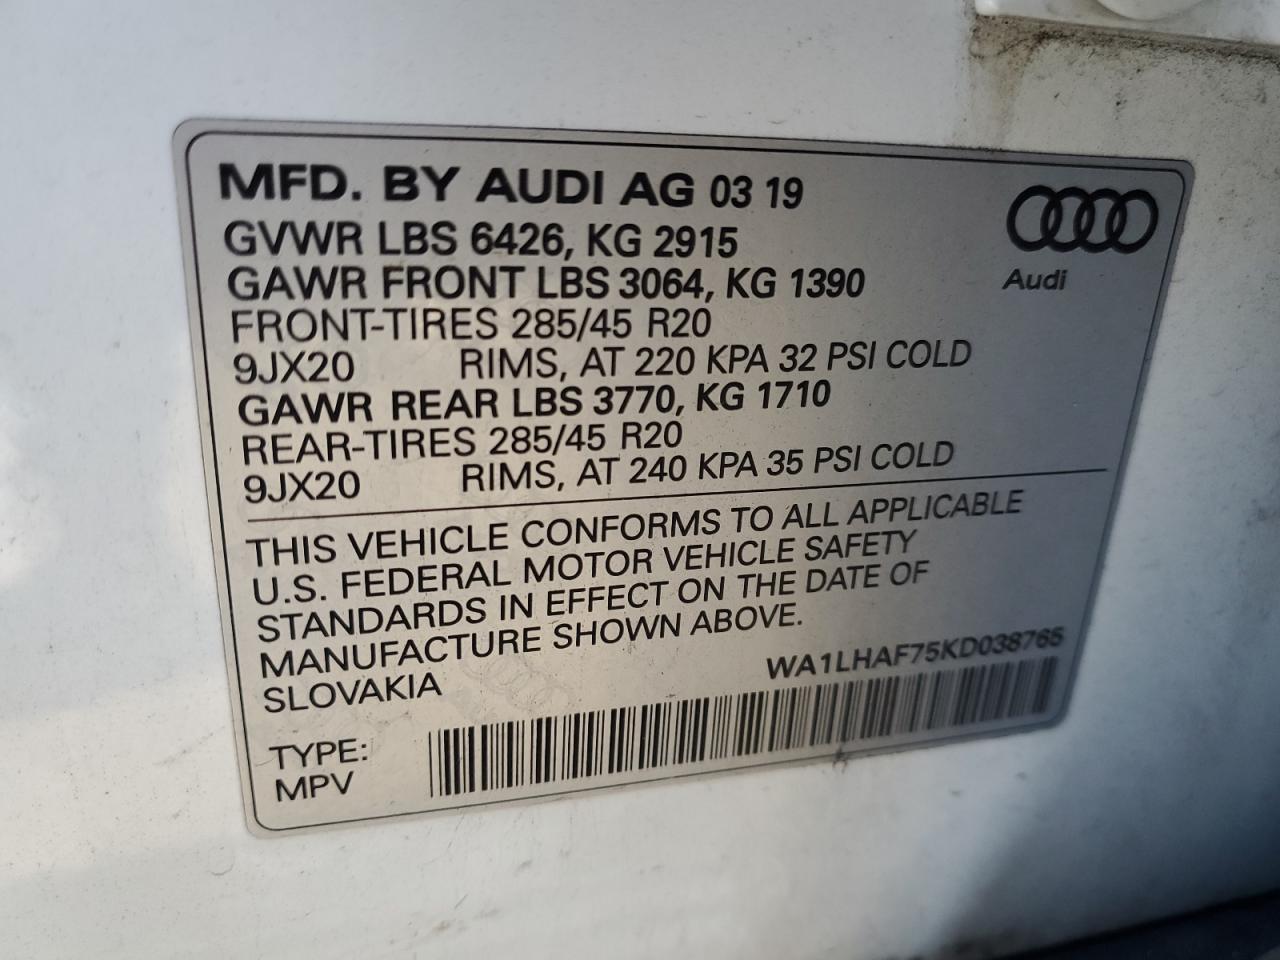 MFD. BY AUDI AG 03 19
GVWR LBS 6426, KG 2915
GAWR FRONT LBS 3064, KG 1390
Audi
FRONT-TIRES 285/45 R20
9JX20 RIMS, AT 220 KPA 32 PSI COLD
GAWR REAR LBS 3770, KG 1710
REAR-TIRES 285/45 R20
9JX20 RIMS, AT 240 KPA 35 PSI COLD
THIS VEHICLE CONFORMS TO ALL APPLICABLE
U.S. FEDERAL MOTOR VEHICLE SAFETY
STANDARDS IN EFFECT ON THE DATE OF
MANUFACTURE SHOWN ABOVE.
SLOVAKIA
WA1LHAF75KD038765
TYPE:
MPV